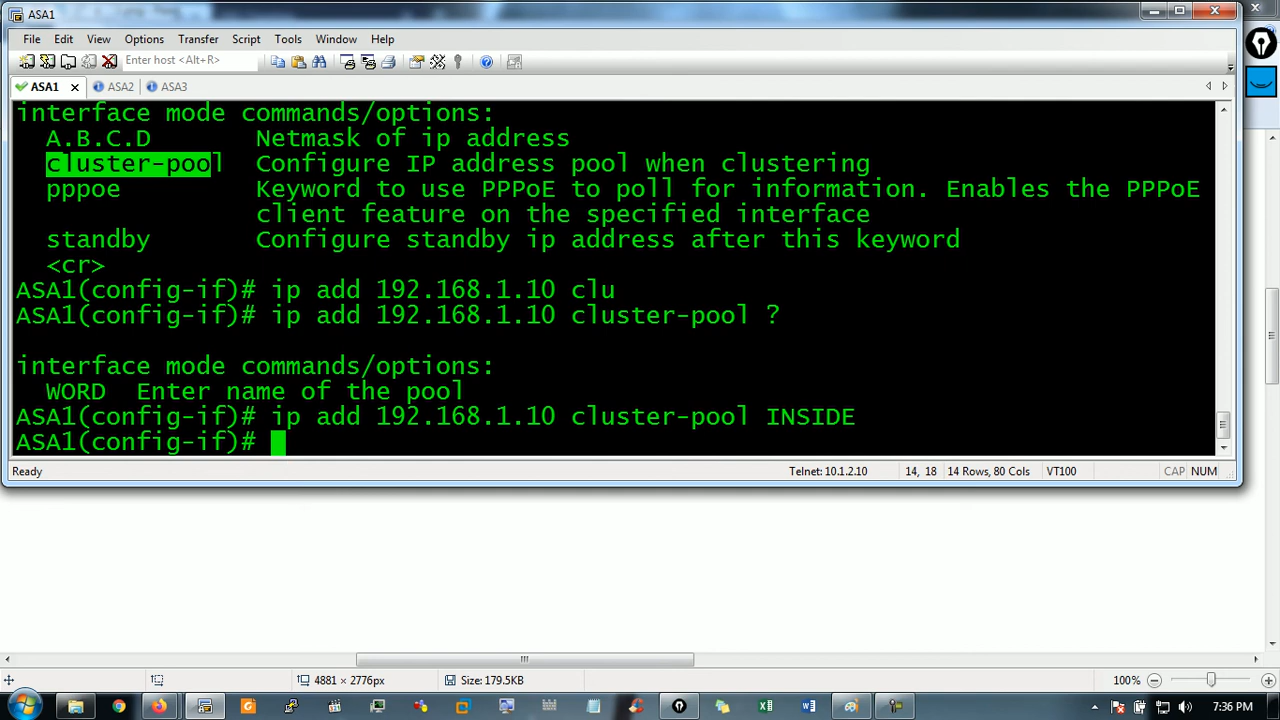 ASA1
File Edit View Options Transfer Script Tools Window Help
Enter host <Alt+R>
ASA1 ASA2 ASA3
interface mode commands/options:
A.B.C.D Netmask of ip address
cluster-pool Configure IP address pool when clustering
pppoe Keyword to use PPPoE to poll for information. Enables the PPPoE
client feature on the specified interface
standby Configure standby ip address after this keyword
<cr>
ASA1(config-if)# ip add 192.168.1.10 clu
ASA1(config-if)# ip add 192.168.1.10 cluster-pool ?
interface mode commands/options:
WORD Enter name of the pool
ASA1(config-if)# ip add 192.168.1.10 cluster-pool INSIDE
ASA1(config-if)#
Ready Telnet: 10.1.2.10 14, 18 14 Rows, 80 Cols VT100 CAP NUM
4881 × 2776px Size: 179.5KB 100%
7:36 PM